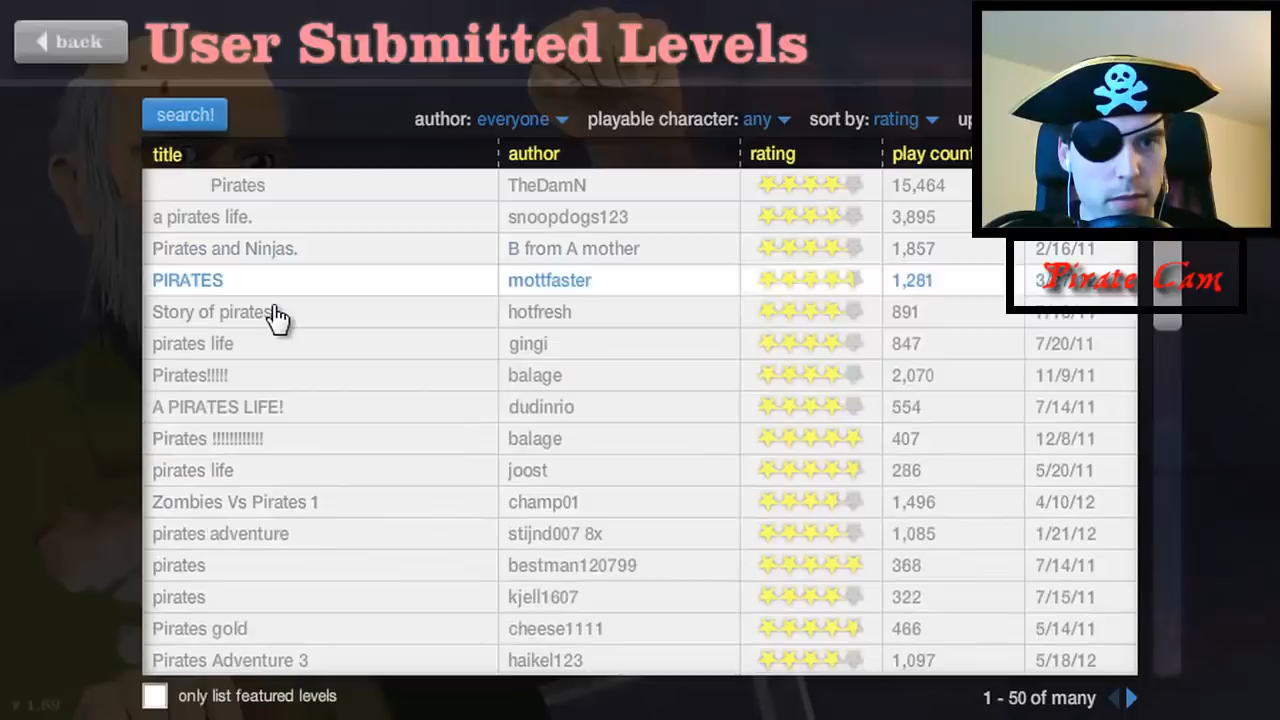 back
User Submitted Levels
search!
author: everyone playable character: any sort by: rating up
title author rating play count
Pirates TheDamN 15,464
a pirates life. snoopdogs123 3,895
Pirates and Ninjas. B from A mother 1,857 2/16/11
PIRATES mottfaster 1,281 3
Pirate Cam
Story of pirates hotfresh 891
pirates life gingi 847 7/20/11
Pirates!!!!! balage 2,070 11/9/11
A PIRATES LIFE! dudinrio 554 7/14/11
Pirates !!!!!!!!!!!! balage 407 12/8/11
pirates life joost 286 5/20/11
Zombies Vs Pirates 1 champ01 1,496 4/10/12
pirates adventure stijnd007 8x 1,085 1/21/12
pirates bestman120799 368 7/14/11
pirates kjell1607 322 7/15/11
Pirates gold cheese1111 466 5/14/11
Pirates Adventure 3 haikel123 1,097 5/18/12
only list featured levels 1 - 50 of many
v 1.69